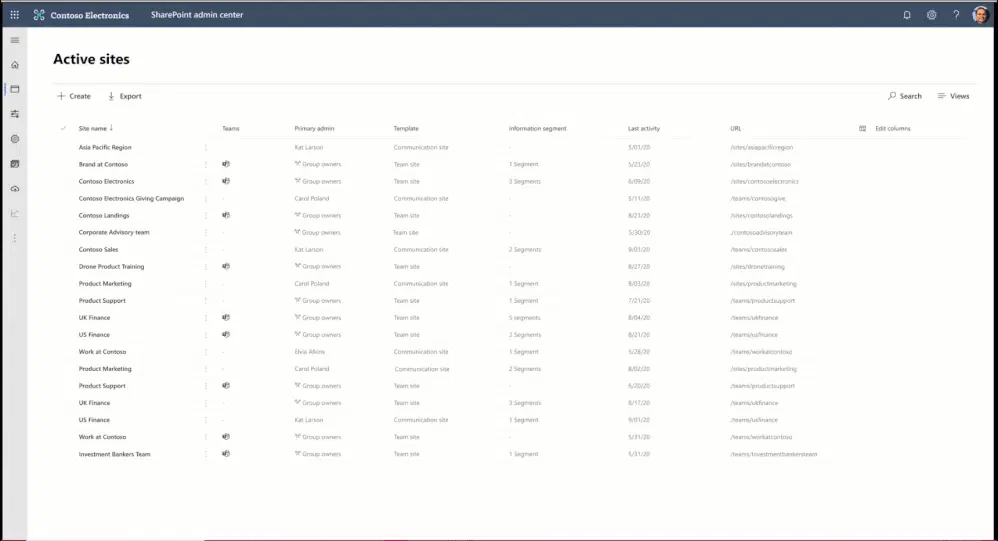 Contoso Electronics SharePoint admin center ?
Active sites
Create Export Search Views
Site name ↓ Teams Primary admin Template Information segment Last activity URL Edit columns
Asia Pacific Region Kat Larson Communication site - 5/01/20 /sites/asiapacificregion
Brand at Contoso Group owners Team site 1 Segment 5/23/20 /sites/brandatcontoso
Contoso Electronics Group owners Team site 3 Segments 6/09/20 /sites/contosoelectronics
Contoso Electronics Giving Campaign - Carol Poland Communication site - 5/11/20 /teams/contosogive
Contoso Landings Group owners Team site - 8/23/20 /sites/contosolandings
Corporate Advisory team - Group owners Team site - 5/30/20 /contosoadvisoryteam
Contoso Sales - Kat Larson Communication site 2 Segments 9/03/20 /teams/contososales
Drone Product Training Group owners Team site - 8/27/20 /sites/dronetraining
Product Marketing - Carol Poland Communication site 1 Segment 8/03/20 /sites/productmarketing
Product Support - Group owners Team site 1 Segment 7/21/20 /teams/productsupport
UK Finance Group owners Team site 5 segments 8/04/20 /teams/ukfinance
US Finance Group owners Team site 2 Segments 8/21/20
Work at Contoso - Elvia Atkins Communication site 1 Segment 5/28/20 /teams/workatcontoso
Product Marketing - Carol Poland Communication site 2 Segments 8/02/20 /sites/productmarketing
Product Support Group owners Team site - 6/20/20 /teams/productsupport
UK Finance - Group owners Team site 3 Segments 8/17/20 /teams/ukfinance
US Finance - Kat Larson Communication site 1 Segment 9/01/20 /teams/usfinance
Work at Contoso Group owners Team site - 5/31/20 /teams/workatcontoso
Investment Bankers Team Group owners Team site 1 Segment 5/31/20 /teams/Investmentbankersteam